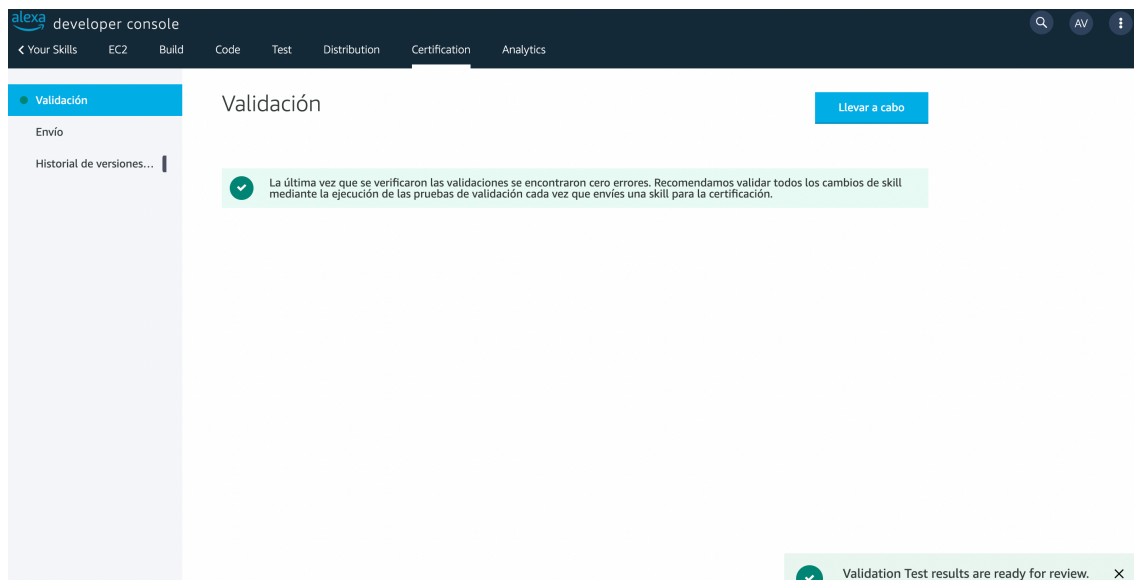 alexa developer console
AV
Your Skills EC2 Build Code Test Distribution Certification Analytics
Validación
Envío
Historial de versiones...
Validación
Llevar a cabo
La última vez que se verificaron las validaciones se encontraron cero errores. Recomendamos validar todos los cambios de skill
mediante la ejecución de las pruebas de validación cada vez que envíes una skill para la certificación.
Validation Test results are ready for review.